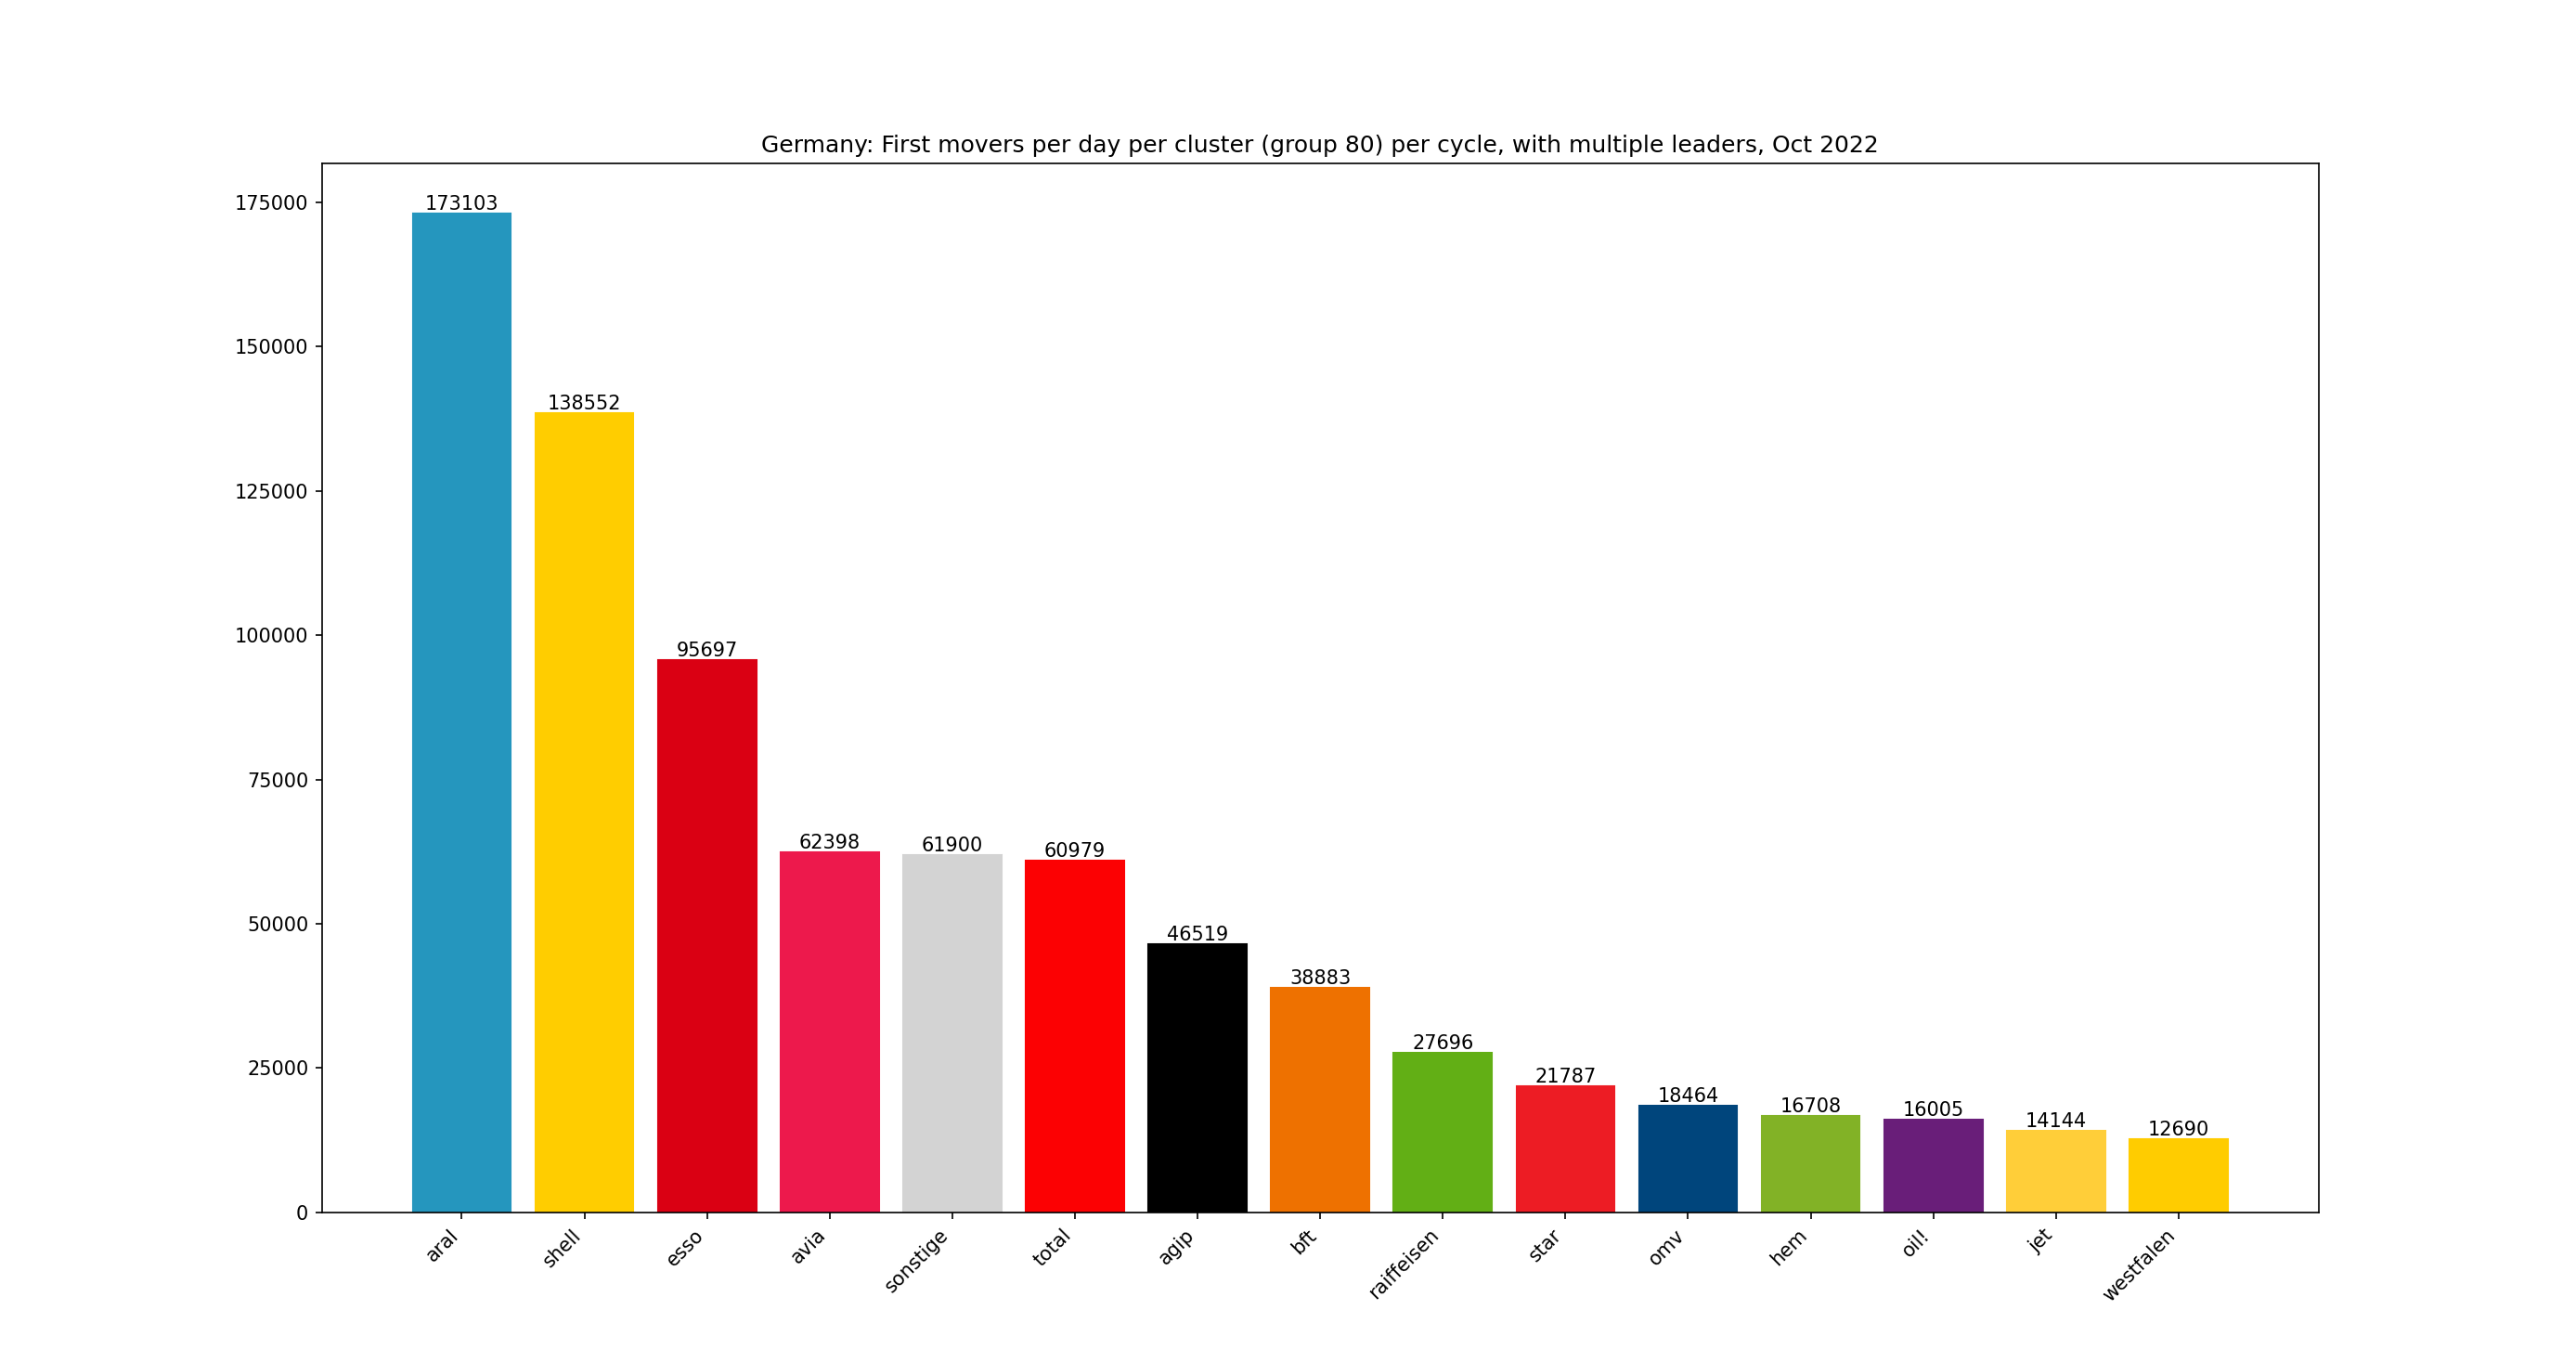 Germany: First movers per day per cluster (group 80) per cycle, with multiple leaders, Oct 2022
175000
150000
125000
100000
75000
50000
25000
0
173103
138552
95697
62398
61900
60979
46519
38883
27696
21787
18464
16708
16005
14144
12690
aral
shell
esso
avia
sonstige
total
agip
bft
raiffeisen
star
omv
hem
oil!
jet
westfalen